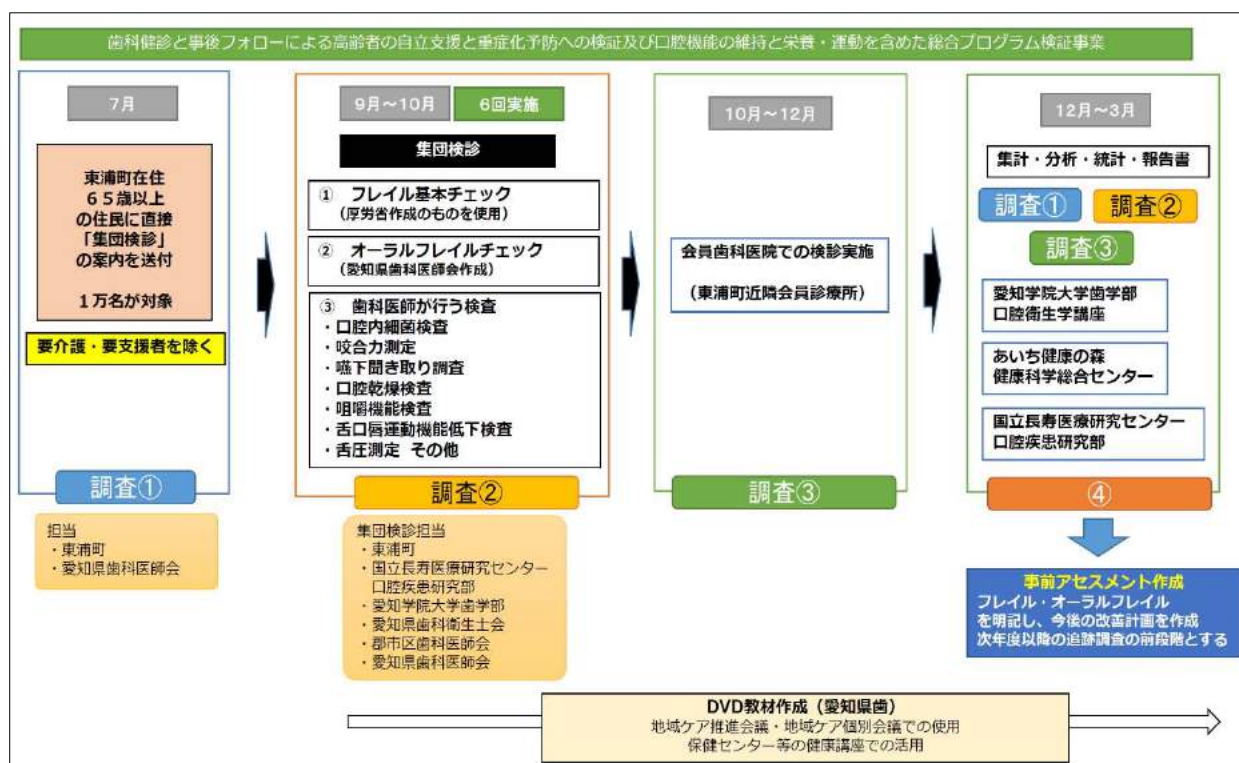 歯科健診と事後フォローによる高齢者の自立支援と重症化予防への検証及び口腔機能の維持と栄養・運動を含めた総合プログラム検証事業
7月
東浦町在住
６５歳以上
の住民に直接
「集団検診」
の案内を送付
１万名が対象
要介護・要支援者を除く
調査①
担当
・東浦町
・愛知県歯科医師会
9月～10月
6回実施
集団検診
① フレイル基本チェック
(厚労省作成のものを使用)
② オーラルフレイルチェック
(愛知県歯科医師会作成)
③ 歯科医師が行う検査
・口腔内細菌検査
・咬合力測定
・嚥下聞き取り調査
・口腔乾燥検査
・咀嚼機能検査
・舌口唇運動機能低下検査
・舌圧測定 その他
調査②
集団検診担当
・東浦町
・国立長寿医療研究センター
口腔疾患研究部
・愛知学院大学歯学部
・愛知県歯科衛生士会
・郡市区歯科医師会
・愛知県歯科医師会
10月～12月
会員歯科医院での検診実施
(東浦町近隣会員診療所)
調査③
12月～3月
集計・分析・統計・報告書
調査①
調査②
調査③
愛知学院大学歯学部
口腔衛生学講座
あいち健康の森
健康科学総合センター
国立長寿医療研究センター
口腔疾患研究部
④
事前アセスメント作成
フレイル・オーラルフレイル
を明記し、今後の改善計画を作成
次年度以降の追跡調査の前段階とする
DVD教材作成（愛知県歯）
地域ケア推進会議・地域ケア個別会議での使用
保健センター等の健康講座での活用